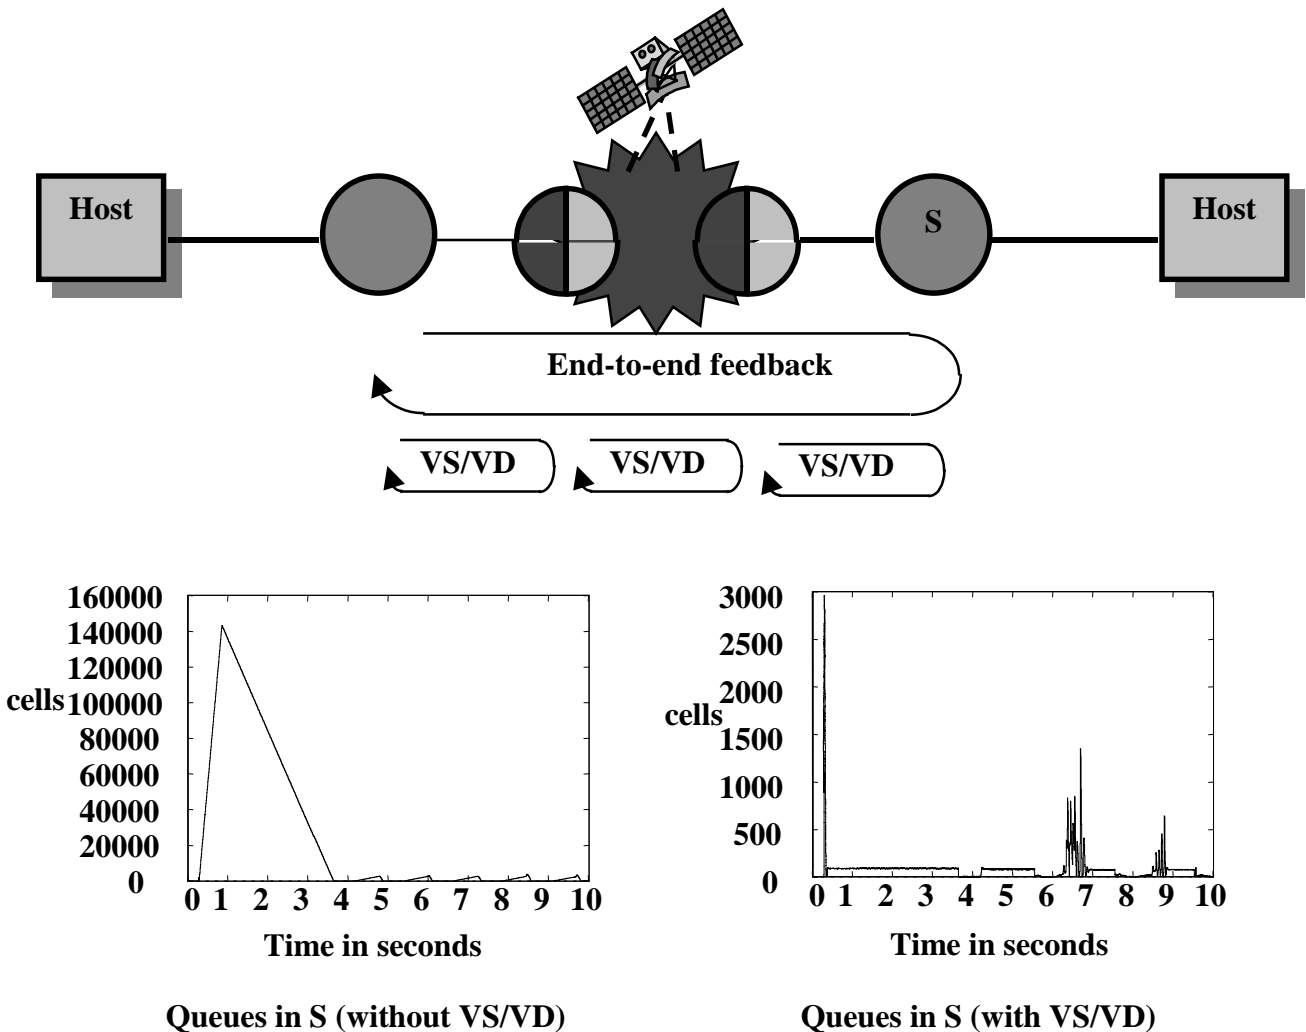 Host
S
Host
End-to-end feedback
VS/VD VS/VD VS/VD
160000
140000
120000
cells 100000
80000
60000
40000
20000
0
0 1 2 3 4 5 6 7 8 9 10
Time in seconds
Queues in S (without VS/VD)
3000
2500
2000
cells
1500
1000
500
0
0 1 2 3 4 5 6 7 8 9 10
Time in seconds
Queues in S (with VS/VD)